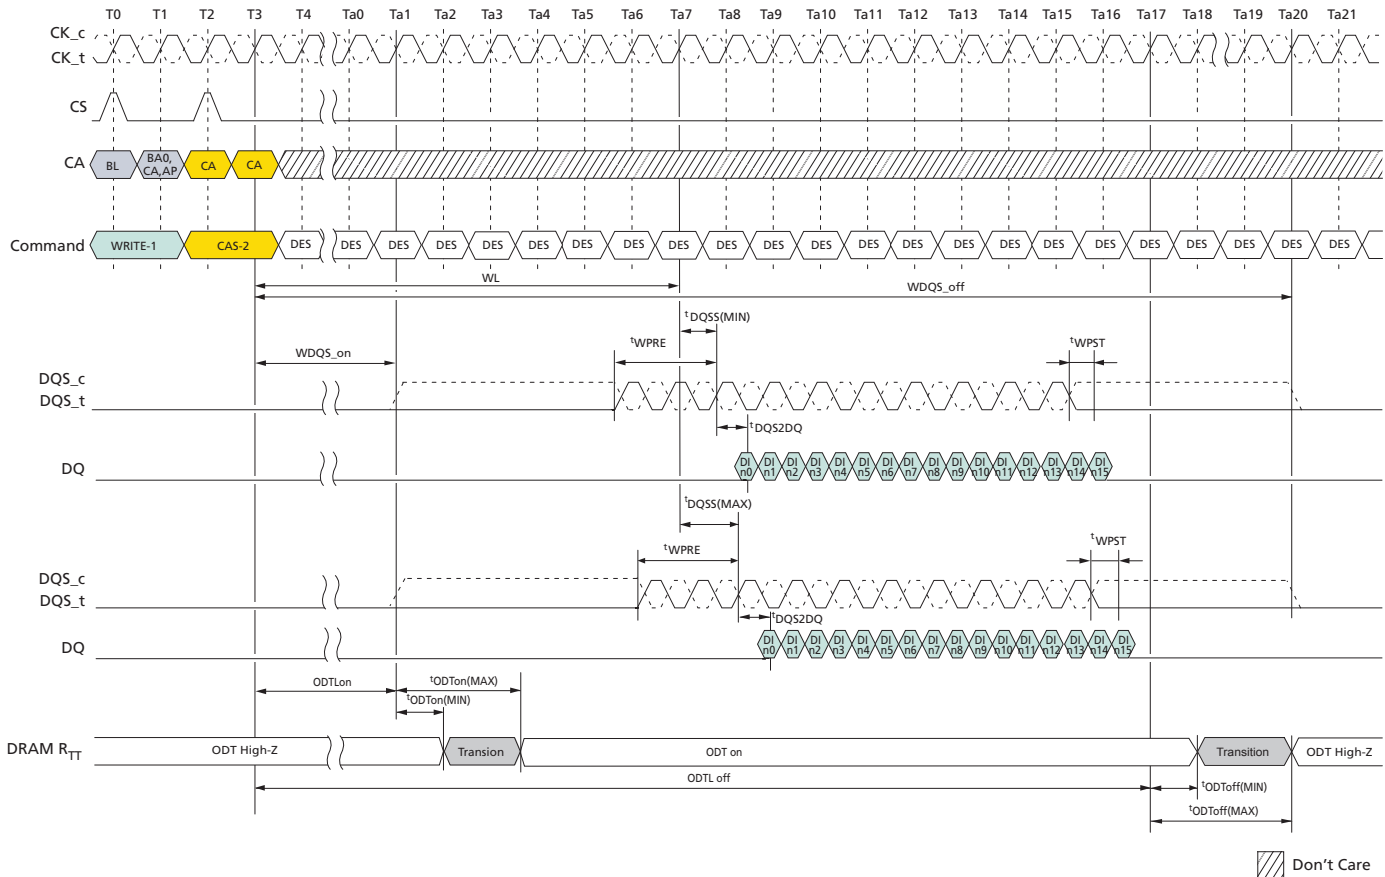 T0 T1 T2 T3 T4 Ta0 Ta1 Ta2 Ta3 Ta4 Ta5 Ta6 Ta7 Ta8 Ta9 Ta10 Ta11 Ta12 Ta13 Ta14 Ta15 Ta16 Ta17 Ta18 Ta19 Ta20 Ta21
CK_c
CK_t
CS
CA BL BA0, CA, AP CA CA
Command WRITE-1 CAS-2 DES DES DES DES DES DES DES DES DES DES DES DES DES DES DES DES DES DES DES DES DES DES DES
WL
WDQS_off
tDQSS(MIN)
WDQS_on tWPRE tWPST
DQS_c
DQS_t
tDQS2DQ
DQ DI n0 DI n1 DI n2 DI n3 DI n4 DI n5 DI n6 DI n7 DI n8 DI n9 DI n10 DI n11 DI n12 DI n13 DI n14 DI n15
tDQSS(MAX)
tWPRE tWPST
DQS_c
DQS_t
tDQS2DQ
DQ DI n0 DI n1 DI n2 DI n3 DI n4 DI n5 DI n6 DI n7 DI n8 DI n9 DI n10 DI n11 DI n12 DI n13 DI n14 DI n15
ODTLon tODTon(MAX)
tODTon(MIN)
DRAM RTT ODT High-Z Transion ODT on Transition ODT High-Z
ODTL off tODToff(MIN)
tODToff(MAX)
Don't Care